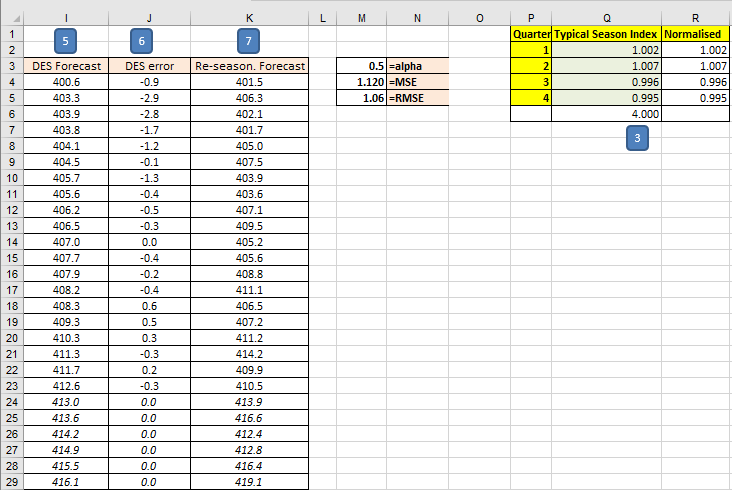 I J K L M N O P Q R
1 5 6 7 Quarter Typical Season Index Normalised
2 1 1.002 1.002
3 DES Forecast DES error Re-season. Forecast 0.5 =alpha 2 1.007 1.007
4 400.6 -0.9 401.5 1.120 =MSE 3 0.996 0.996
5 403.3 -2.9 406.3 1.06 =RMSE 4 0.995 0.995
6 403.9 -2.8 402.1 4.000
7 403.8 -1.7 401.7 3
8 404.1 -1.2 405.0
9 404.5 -0.1 407.5
10 405.7 -1.3 403.9
11 405.6 -0.4 403.6
12 406.2 -0.5 407.1
13 406.5 -0.3 409.5
14 407.0 0.0 405.2
15 407.7 -0.4 405.6
16 407.9 -0.2 408.8
17 408.2 -0.4 411.1
18 408.3 0.6 406.5
19 409.3 0.5 407.2
20 410.3 0.3 411.2
21 411.3 -0.3 414.2
22 411.7 0.2 409.9
23 412.6 -0.3 410.5
24 413.0 0.0 413.9
25 413.6 0.0 416.6
26 414.2 0.0 412.4
27 414.9 0.0 412.8
28 415.5 0.0 416.4
29 416.1 0.0 419.1